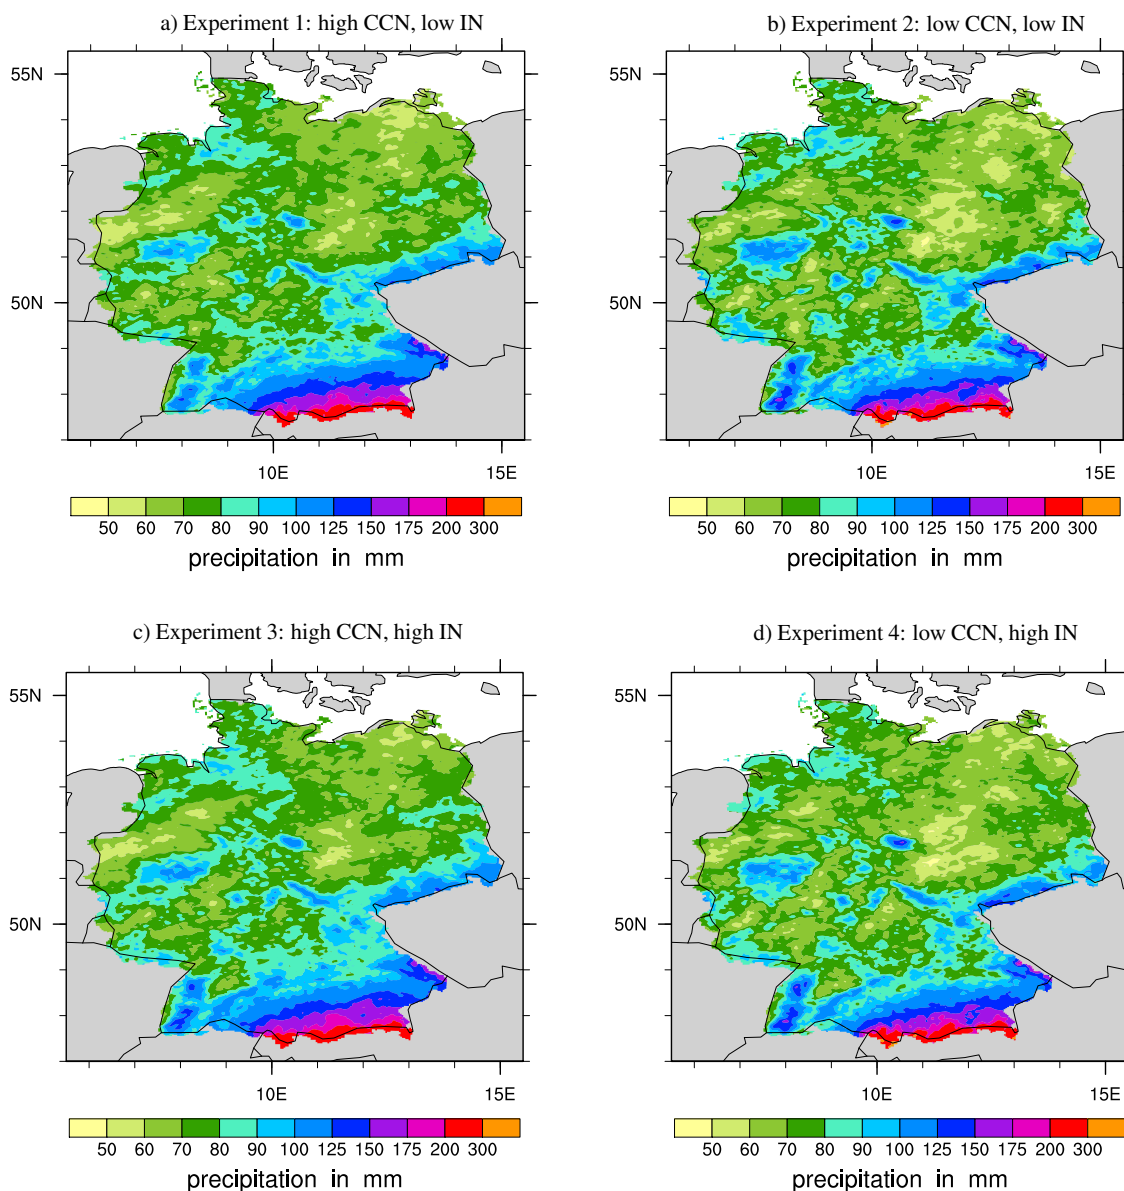 a) Experiment 1: high CCN, low IN
b) Experiment 2: low CCN, low IN
55N
50N
10E
15E
50 60 70 80 90 100 125 150 175 200 300
precipitation in mm
55N
50N
10E
15E
50 60 70 80 90 100 125 150 175 200 300
precipitation in mm
c) Experiment 3: high CCN, high IN
d) Experiment 4: low CCN, high IN
55N
50N
10E
15E
50 60 70 80 90 100 125 150 175 200 300
precipitation in mm
55N
50N
10E
15E
50 60 70 80 90 100 125 150 175 200 300
precipitation in mm